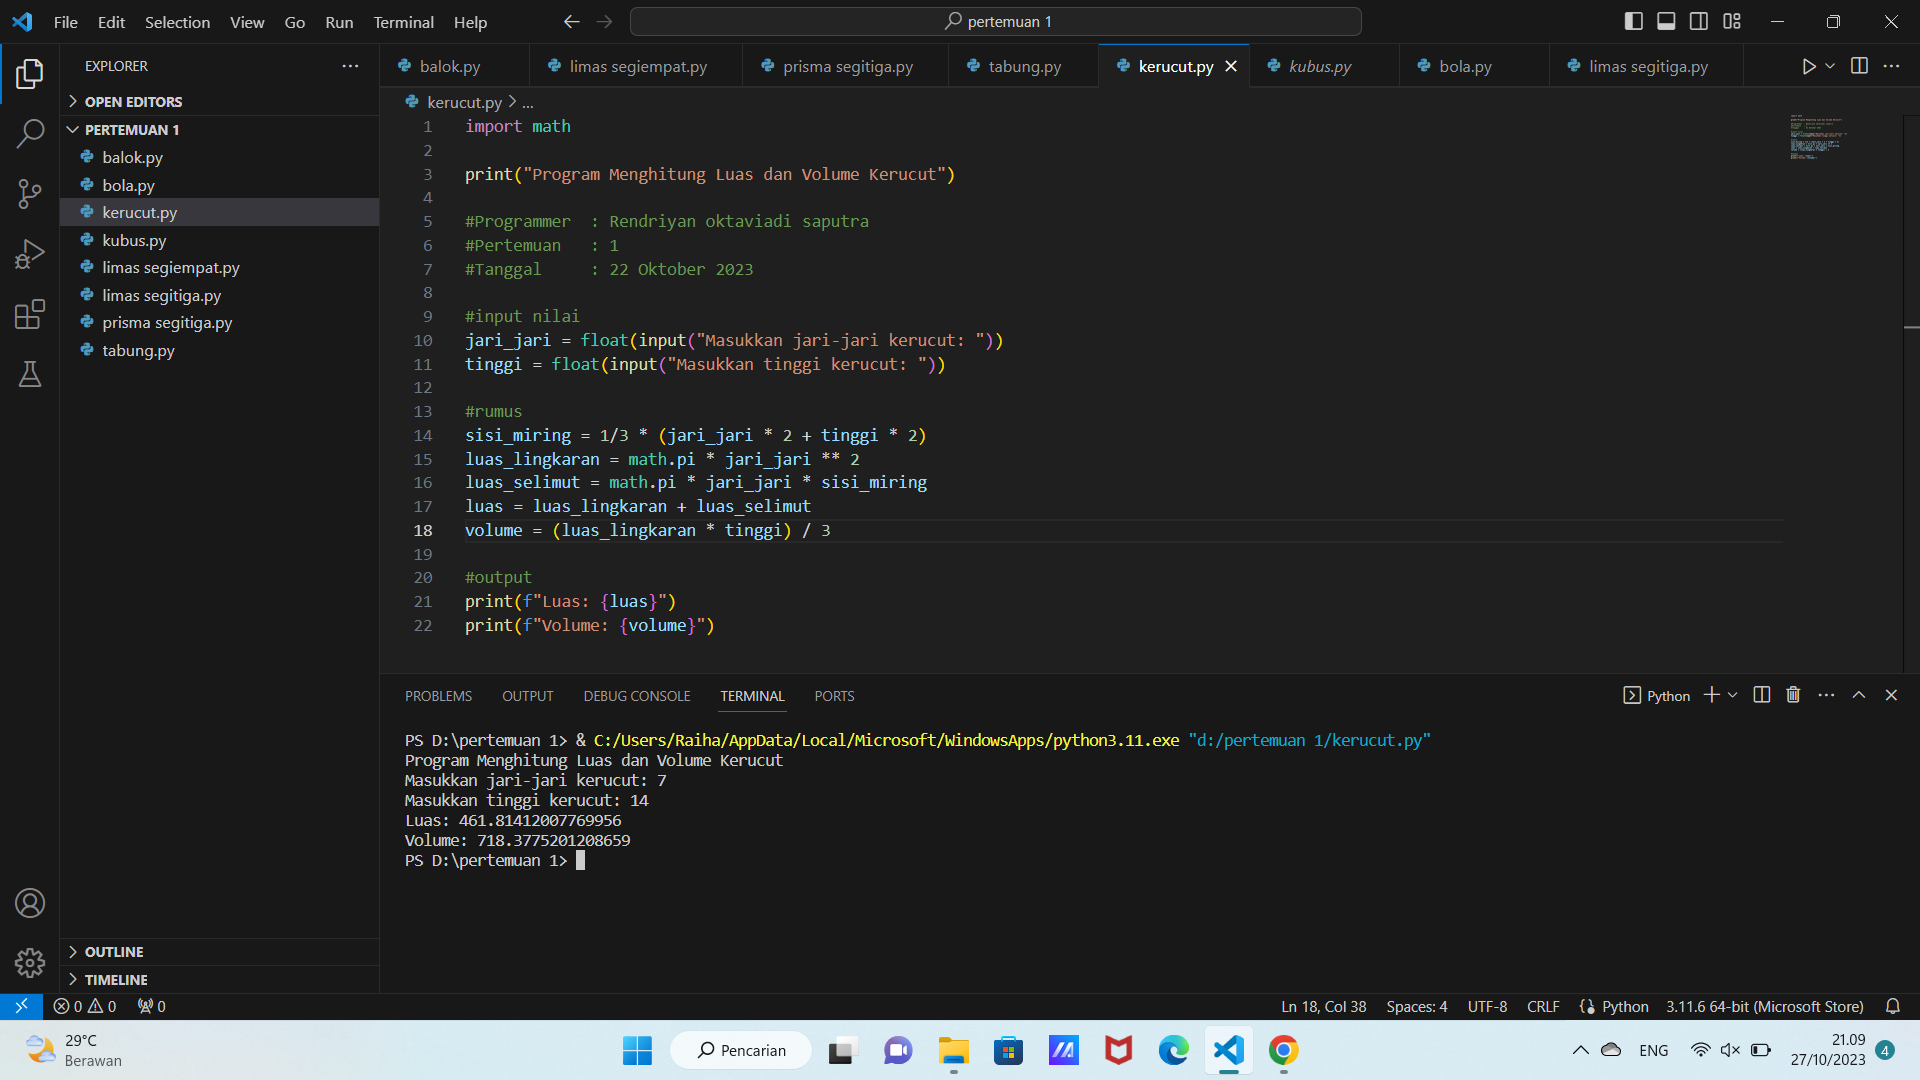 File Edit Selection View Go Run Terminal Help
pertemuan 1
EXPLORER
balok.py
limas segiempat.py
prisma segitiga.py
tabung.py
kerucut.py
kubus.py
bola.py
limas segitiga.py
OPEN EDITORS
PERTEMUAN 1
balok.py
bola.py
kerucut.py
kubus.py
limas segiempat.py
limas segitiga.py
prisma segitiga.py
tabung.py
OUTLINE
TIMELINE
kerucut.py > ...
1 import math
2
3 print("Program Menghitung Luas dan Volume Kerucut")
4
5 #Programmer  : Rendriyan oktaviadi saputra
6 #Pertemuan   : 1
7 #Tanggal     : 22 Oktober 2023
8
9 #input nilai
10 jari_jari = float(input("Masukkan jari-jari kerucut: "))
11 tinggi = float(input("Masukkan tinggi kerucut: "))
12
13 #rumus
14 sisi_miring = 1/3 * (jari_jari * 2 + tinggi * 2)
15 luas_lingkaran = math.pi * jari_jari ** 2
16 luas_selimut = math.pi * jari_jari * sisi_miring
17 luas = luas_lingkaran + luas_selimut
18 volume = (luas_lingkaran * tinggi) / 3
19
20 #output
21 print(f"Luas: {luas}")
22 print(f"Volume: {volume}")
PROBLEMS OUTPUT DEBUG CONSOLE TERMINAL PORTS
Python
PS D:\pertemuan 1> & C:/Users/Raiha/AppData/Local/Microsoft/WindowsApps/python3.11.exe "d:/pertemuan 1/kerucut.py"
Program Menghitung Luas dan Volume Kerucut
Masukkan jari-jari kerucut: 7
Masukkan tinggi kerucut: 14
Luas: 461.81412007769956
Volume: 718.3775201208659
PS D:\pertemuan 1>
0 0 0
Ln 18, Col 38 Spaces: 4 UTF-8 CRLF Python 3.11.6 64-bit (Microsoft Store)
29°C
Berawan
Pencarian
ENG
21.09
27/10/2023
4